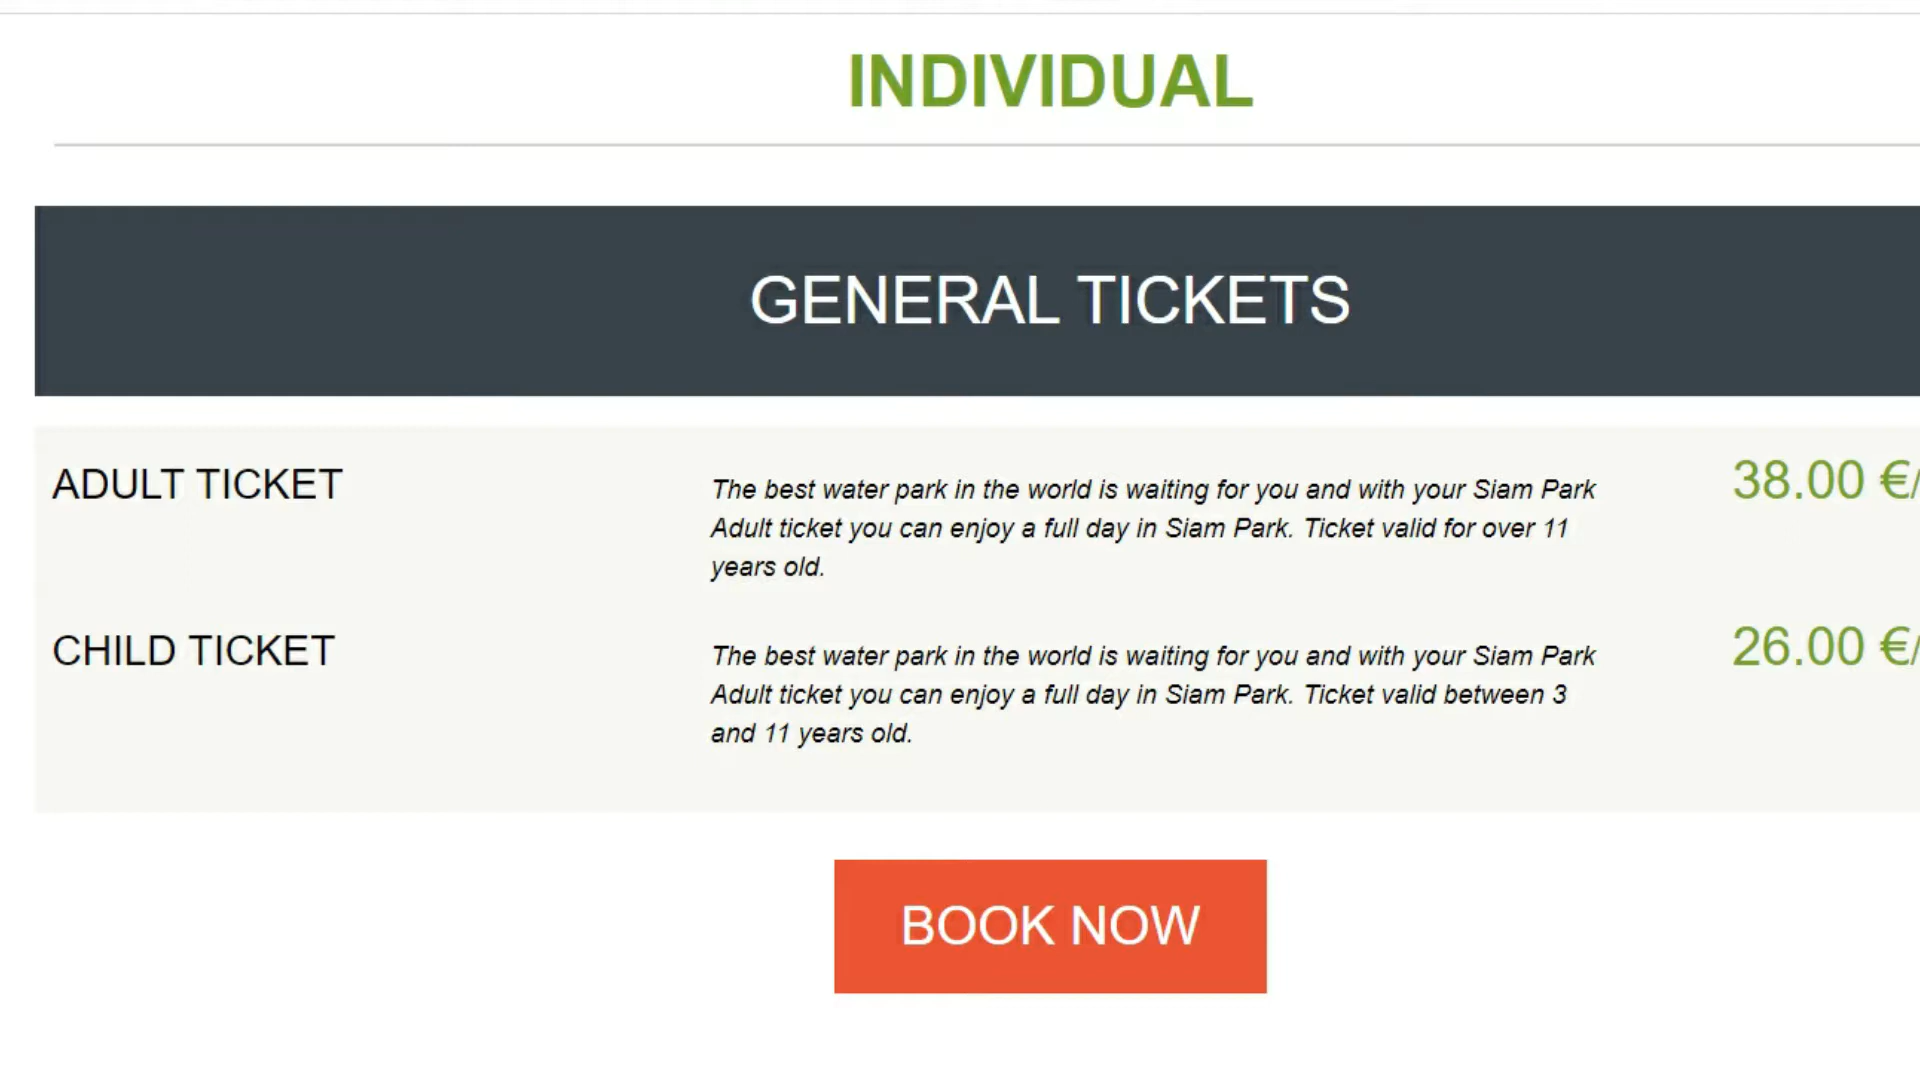 INDIVIDUAL
GENERAL TICKETS
ADULT TICKET
The best water park in the world is waiting for you and with your Siam Park
Adult ticket you can enjoy a full day in Siam Park. Ticket valid for over 11
years old.
38.00 €/
CHILD TICKET
The best water park in the world is waiting for you and with your Siam Park
Adult ticket you can enjoy a full day in Siam Park. Ticket valid between 3
and 11 years old.
26.00 €/
BOOK NOW